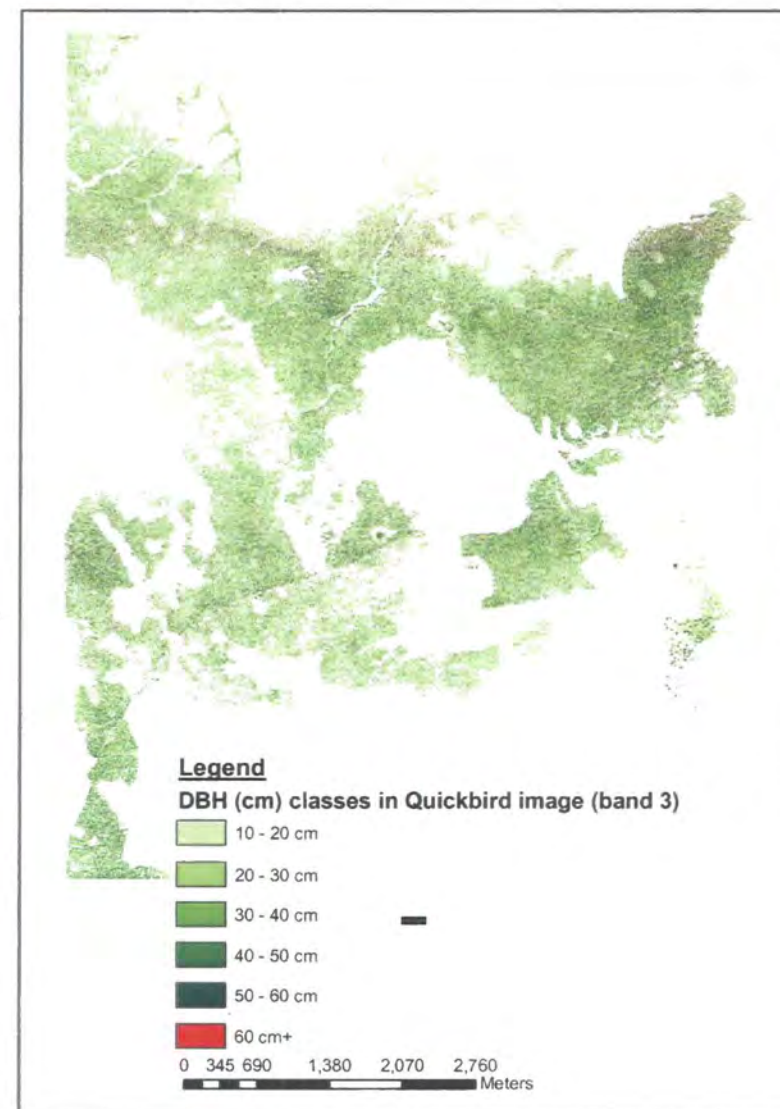 Legend
DBH (cm) classes in Quickbird image (band 3)
10 - 20 cm
20 - 30 cm
30 - 40 cm
40 - 50 cm
50 - 60 cm
60 cm+
0 345 690 1,380 2,070 2,760
Meters